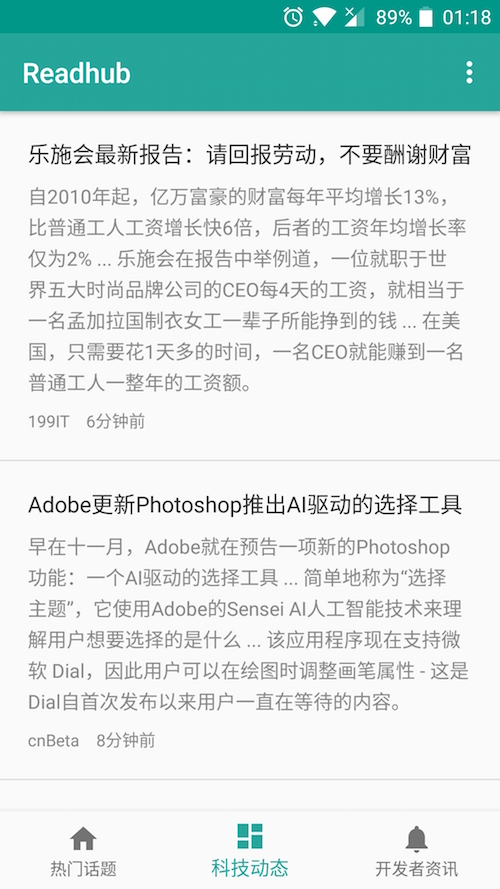 89% 01:18
Readhub
乐施会最新报告：请回报劳动，不要酬谢财富
自2010年起，亿万富豪的财富每年平均增长13%，
比普通工人工资增长快6倍，后者的工资年均增长率
仅为2% ... 乐施会在报告中举例道，一位就职于世
界五大时尚品牌公司的CEO每4天的工资，就相当于
一名孟加拉国制衣女工一辈子所能挣到的钱 ... 在美
国，只需要花1天多的时间，一名CEO就能赚到一名
普通工人一整年的工资额。
199IT 6分钟前
Adobe更新Photoshop推出AI驱动的选择工具
早在十一月，Adobe就在预告一项新的Photoshop
功能：一个AI驱动的选择工具 ... 简单地称为“选择
主题”，它使用Adobe的Sensei AI人工智能技术来理
解用户想要选择的是什么 ... 该应用程序现在支持微
软 Dial，因此用户可以在绘图时调整画笔属性 - 这是
Dial自首次发布以来用户一直在等待的内容。
cnBeta 8分钟前
热门话题 科技动态 开发者资讯